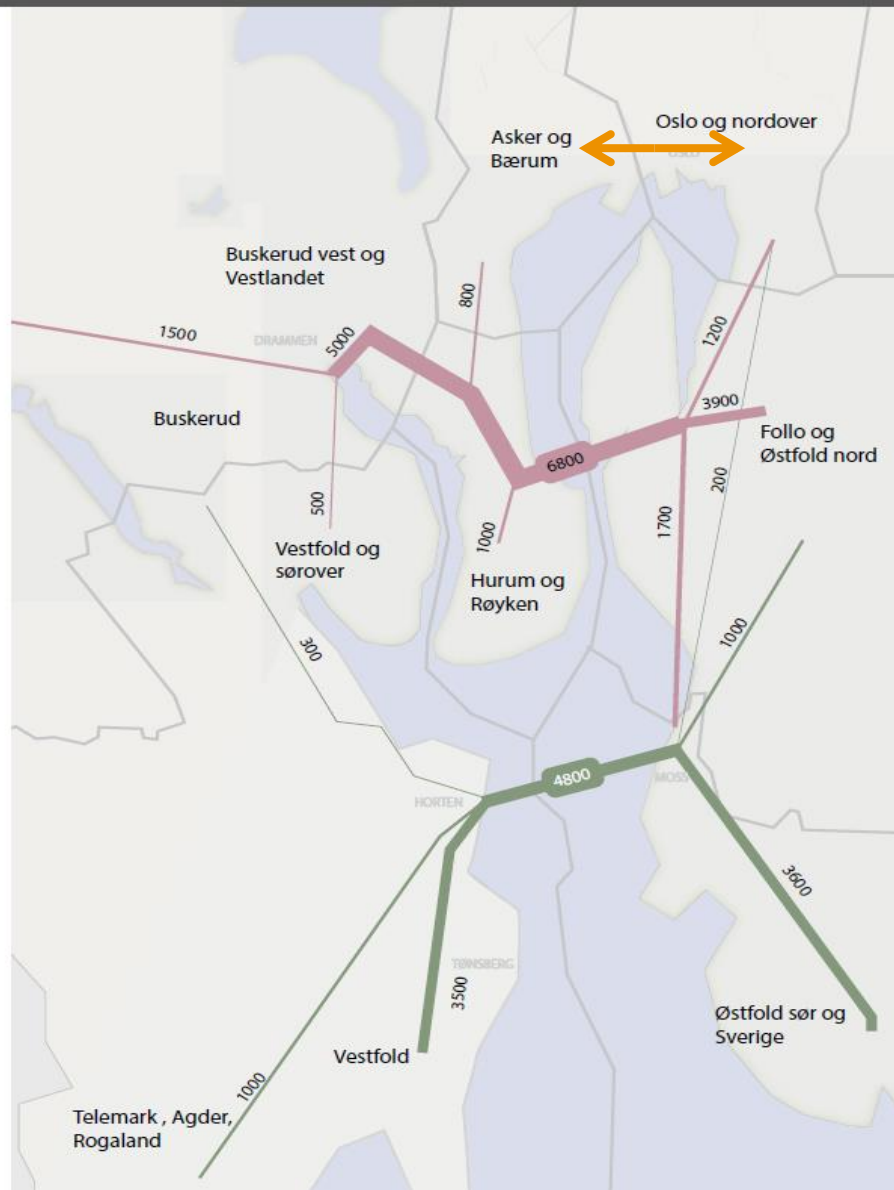 Oslo og nordover
Asker og
Bærum
OSLO
Buskerud vest og
Vestlandet
800
1500
DRAMMEN
5000
1200
3900
Buskerud
Follo og
Østfold nord
6800
200
500
1000
1700
Vestfold og
sørover
Hurum og
Røyken
300
1000
4800
MOSS
HORTEN
3600
TØNSBERG
3500
Østfold sør og
Sverige
Vestfold
1000
Telemark , Agder,
Rogaland